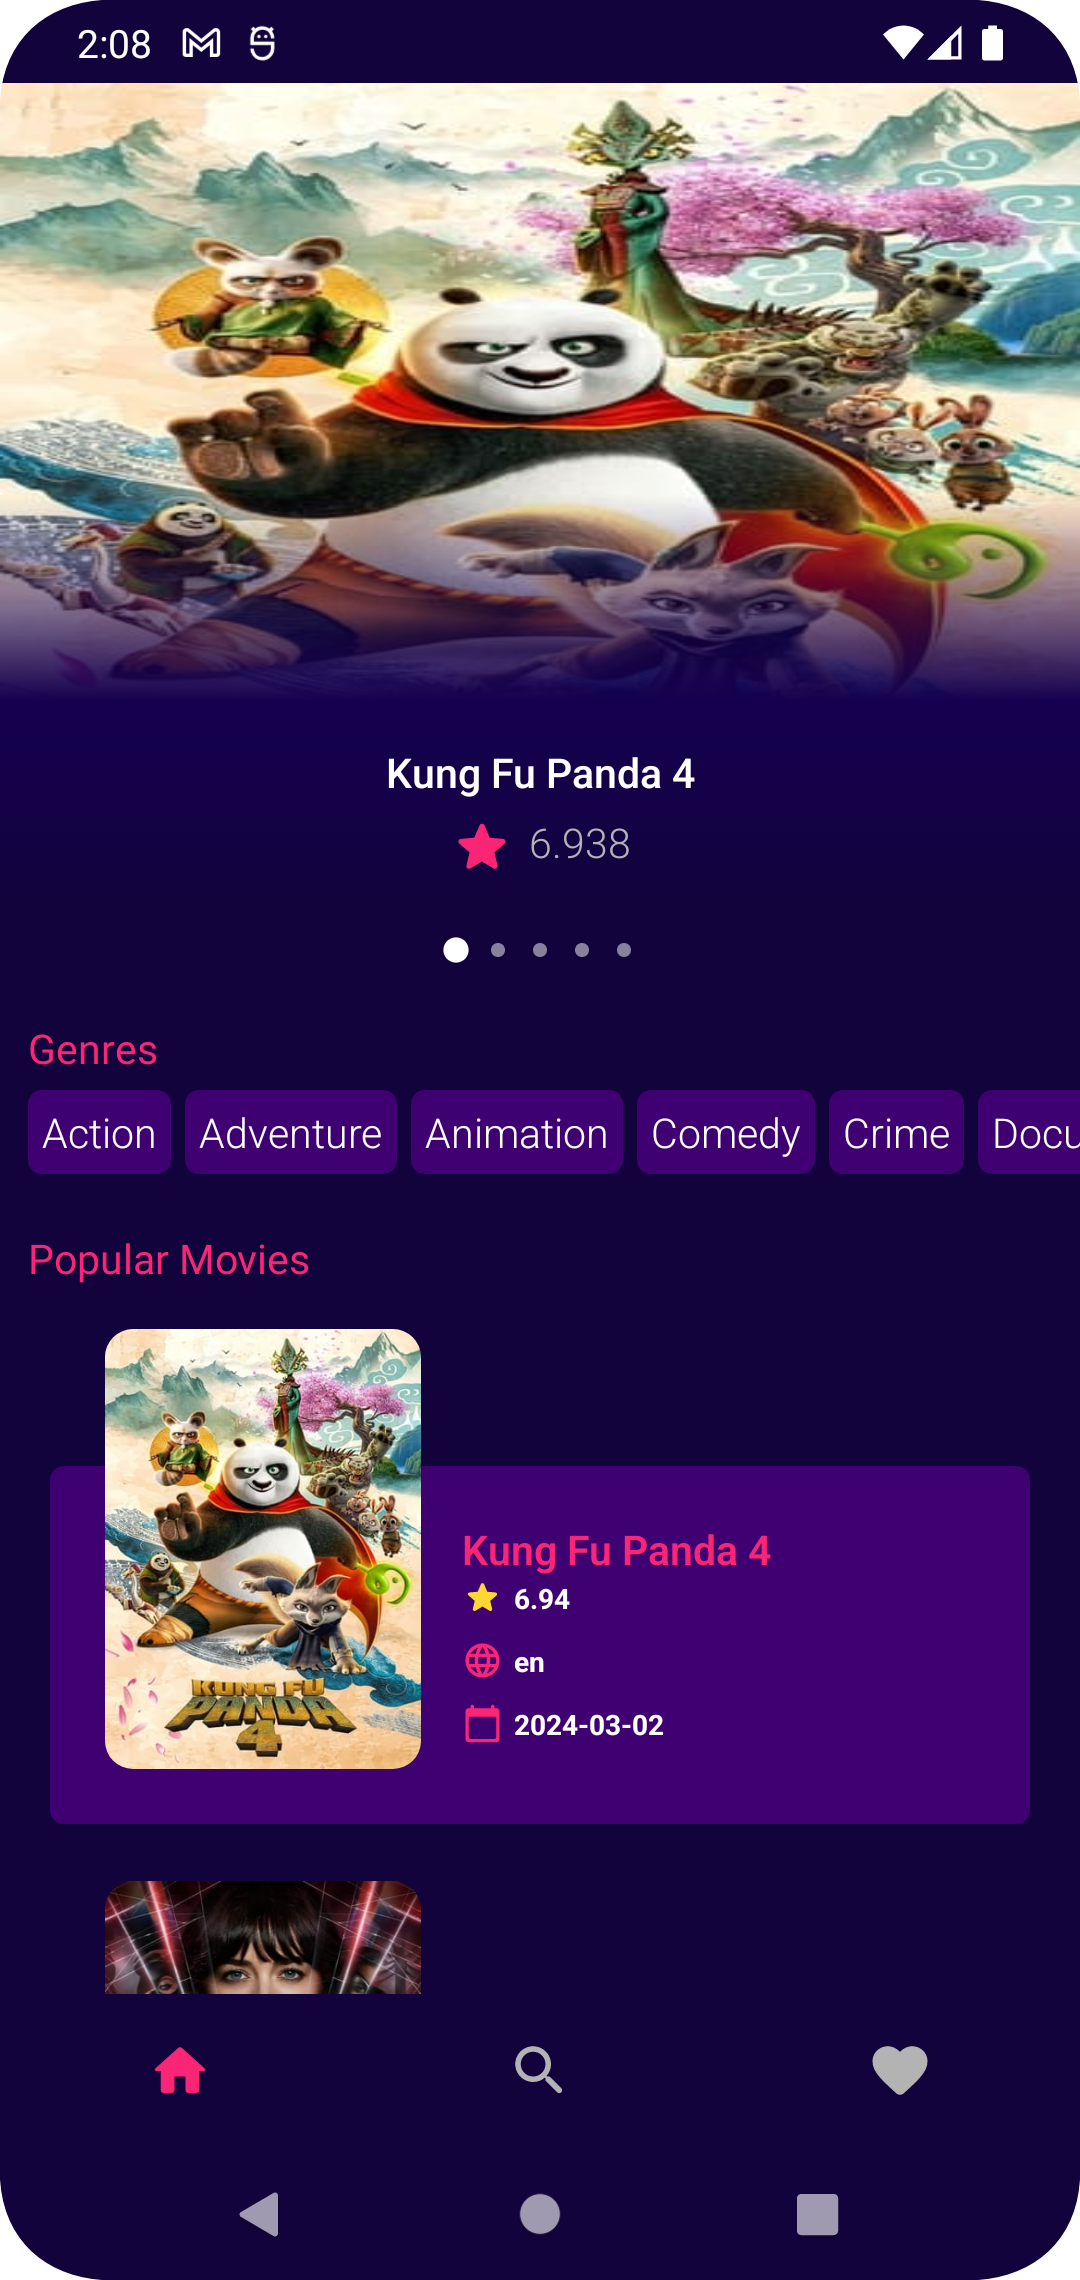 2:08
Kung Fu Panda 4
6.938
Genres
Action Adventure Animation Comedy Crime Docu
Popular Movies
KUNG FU
PANDA
4
Kung Fu Panda 4
6.94
en
2024-03-02